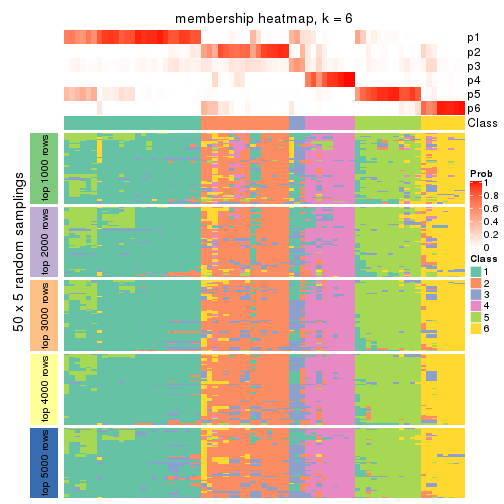 membership heatmap, k = 6
p1
p2
p3
p4
p5
p6
Class
50 x 5 random samplings
top 1000 rows
top 2000 rows
top 3000 rows
top 4000 rows
top 5000 rows
Prob
1
0.8
0.6
0.4
0.2
0
Class
1
2
3
4
5
6